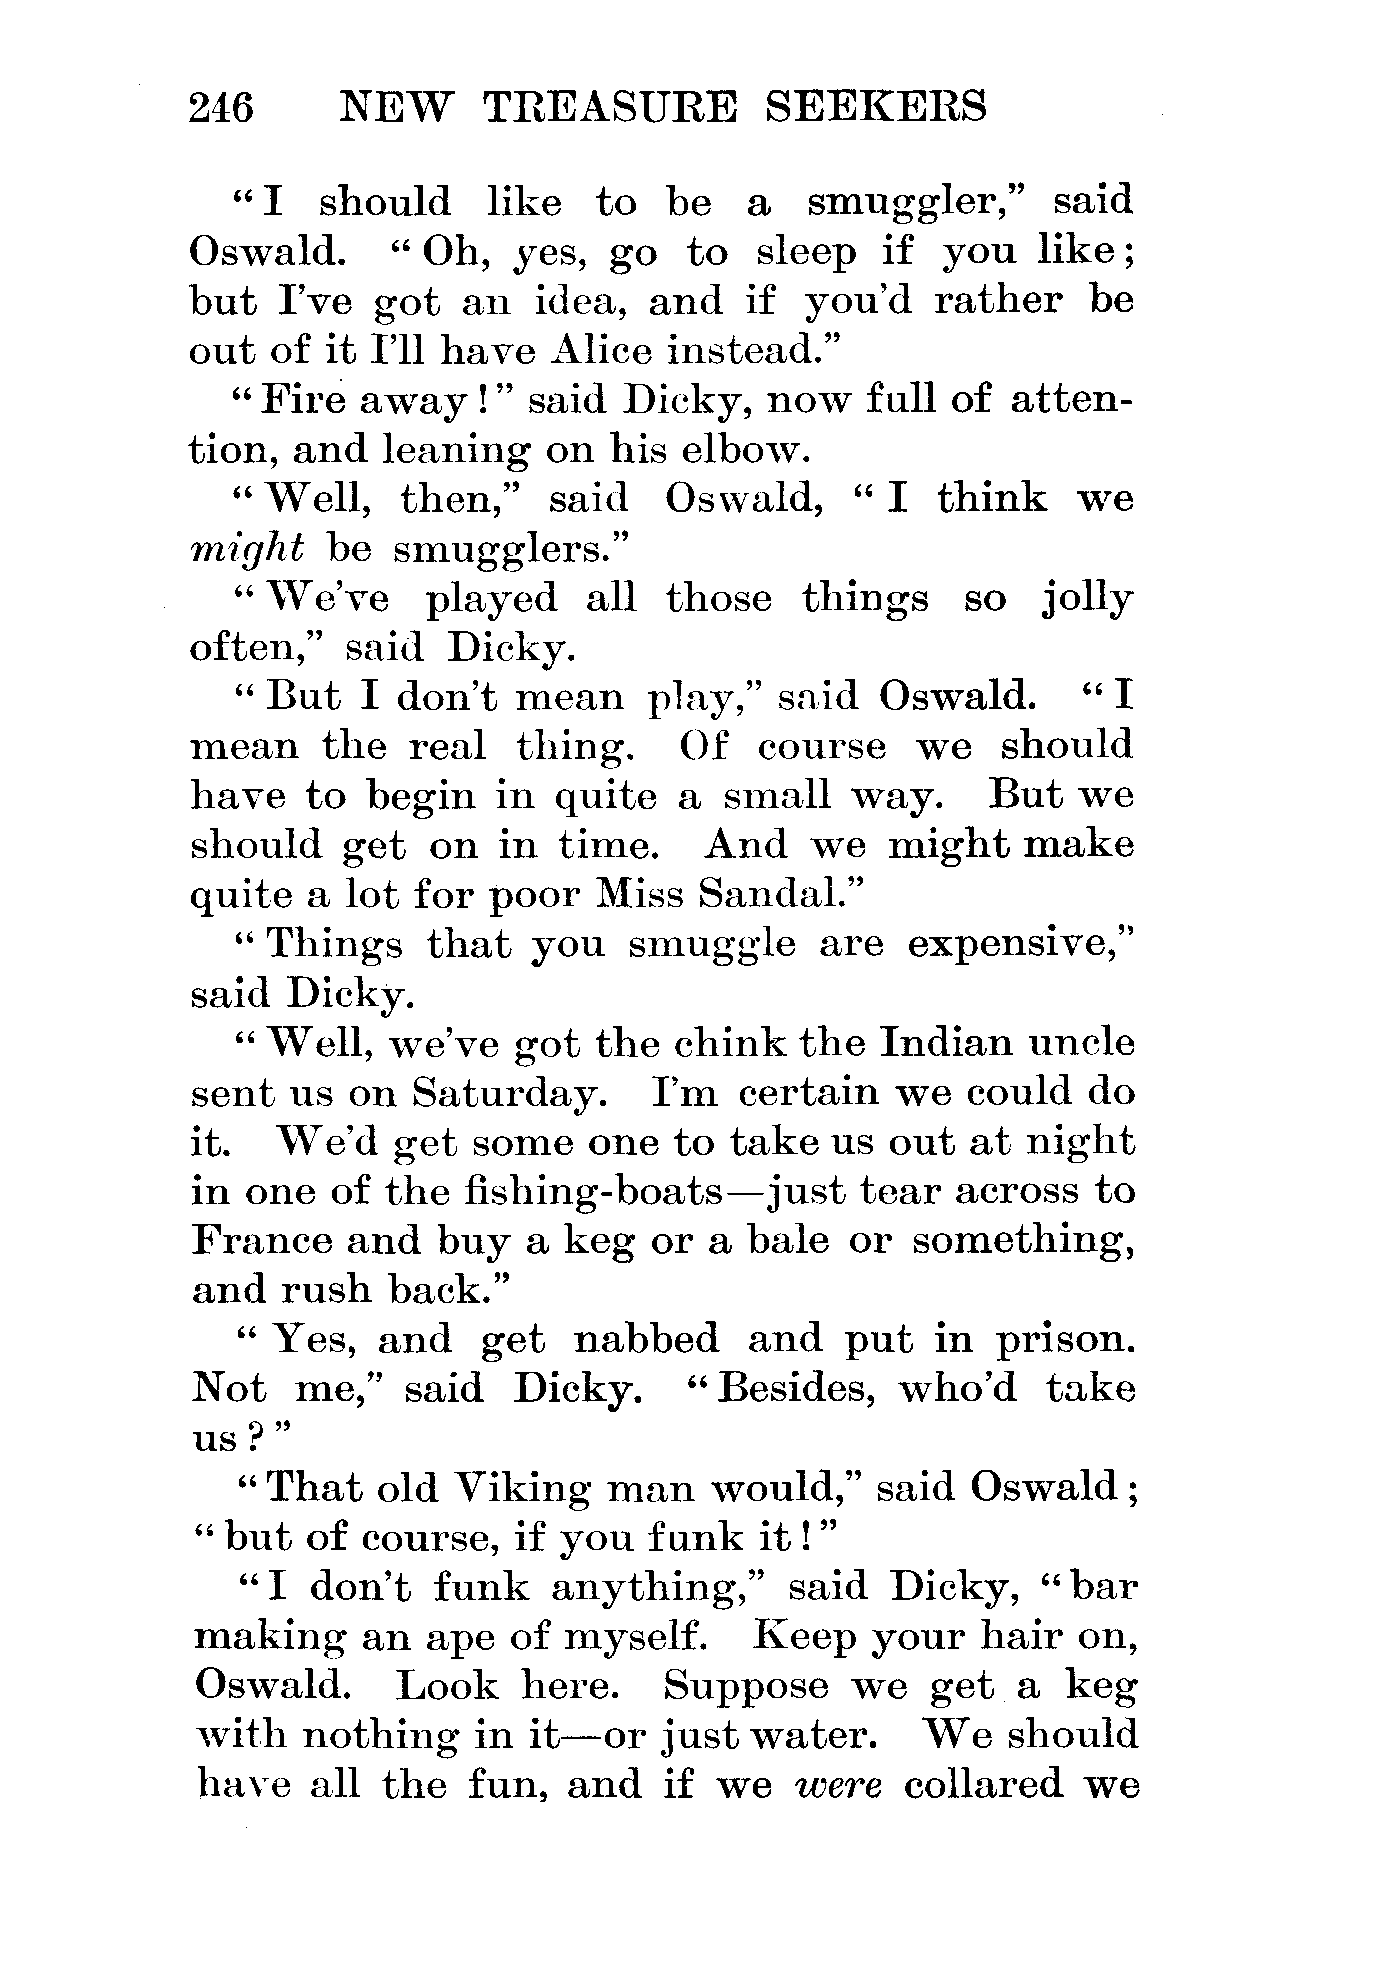 246 NEW TREASURE SEEKERS
“I should like to be a smuggler,” said
Oswald. “Oh, yes, go to sleep if you like;
but I’ve got an idea, and if you’d rather be
out of it I’ll have Alice instead.”
“Fire away!” said Dicky, now full of atten-
tion, and leaning on his elbow.
“Well, then,” said Oswald, “I think we
might be smugglers.”
“We’ve played all those things so jolly
often,” said Dicky.
“But I don’t mean play,” said Oswald. “I
mean the real thing. Of course we should
have to begin in quite a small way. But we
should get on in time. And we might make
quite a lot for poor Miss Sandal.”
“Things that you smuggle are expensive,”
said Dicky.
“Well, we’ve got the chink the Indian uncle
sent us on Saturday. I’m certain we could do
it. We’d get some one to take us out at night
in one of the fishing-boats—just tear across to
France and buy a keg or a bale or something,
and rush back.”
“Yes, and get nabbed and put in prison.
Not me,” said Dicky. “Besides, who’d take
us?”
“That old Viking man would,” said Oswald;
“but of course, if you funk it!”
“I don’t funk anything,” said Dicky, “bar
making an ape of myself. Keep your hair on,
Oswald. Look here. Suppose we get a keg
with nothing in it—or just water. We should
have all the fun, and if we were collared we